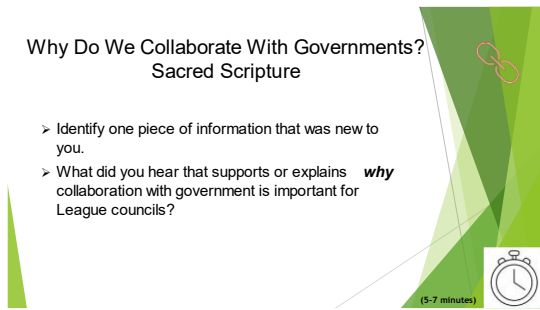 Why Do We Collaborate With Governments?
Sacred Scripture
➢ Identify one piece of information that was new to
you.
➢ What did you hear that supports or explains why
collaboration with government is important for
League councils?
(5-7 minutes)